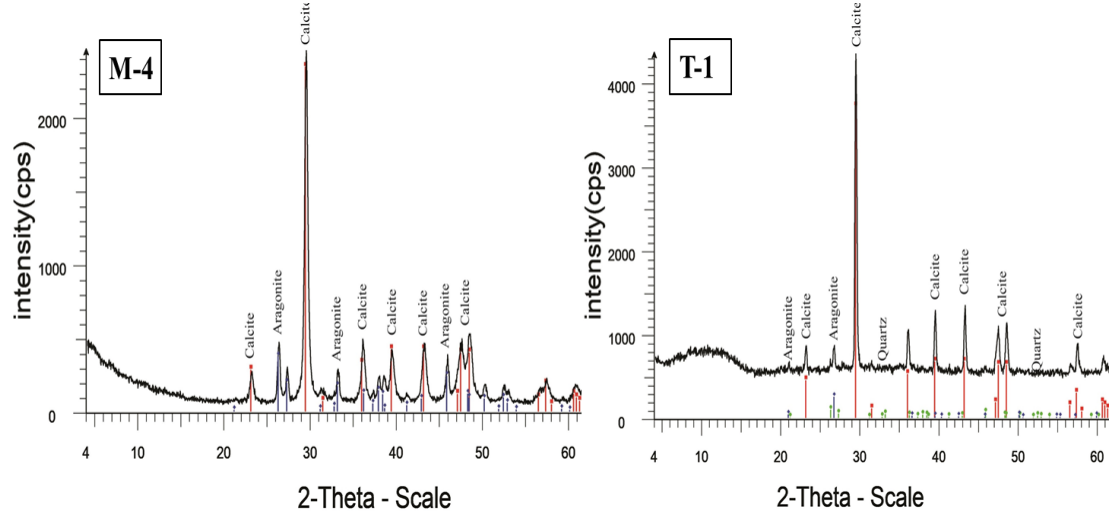 M-4
intensity(cps)
2000
1000
0
Calcite
Aragonite
Calcite
Aragonite
Calcite
Calcite
Calcite
Aragonite
Calcite
4
10
20
30
40
50
60
2-Theta - Scale
T-1
intensity(cps)
4000
3000
2000
1000
0
Aragonite
Calcite
Aragonite
Calcite
Quartz
Calcite
Calcite
Calcite
Quartz
Calcite
4
10
20
30
40
50
60
2-Theta - Scale